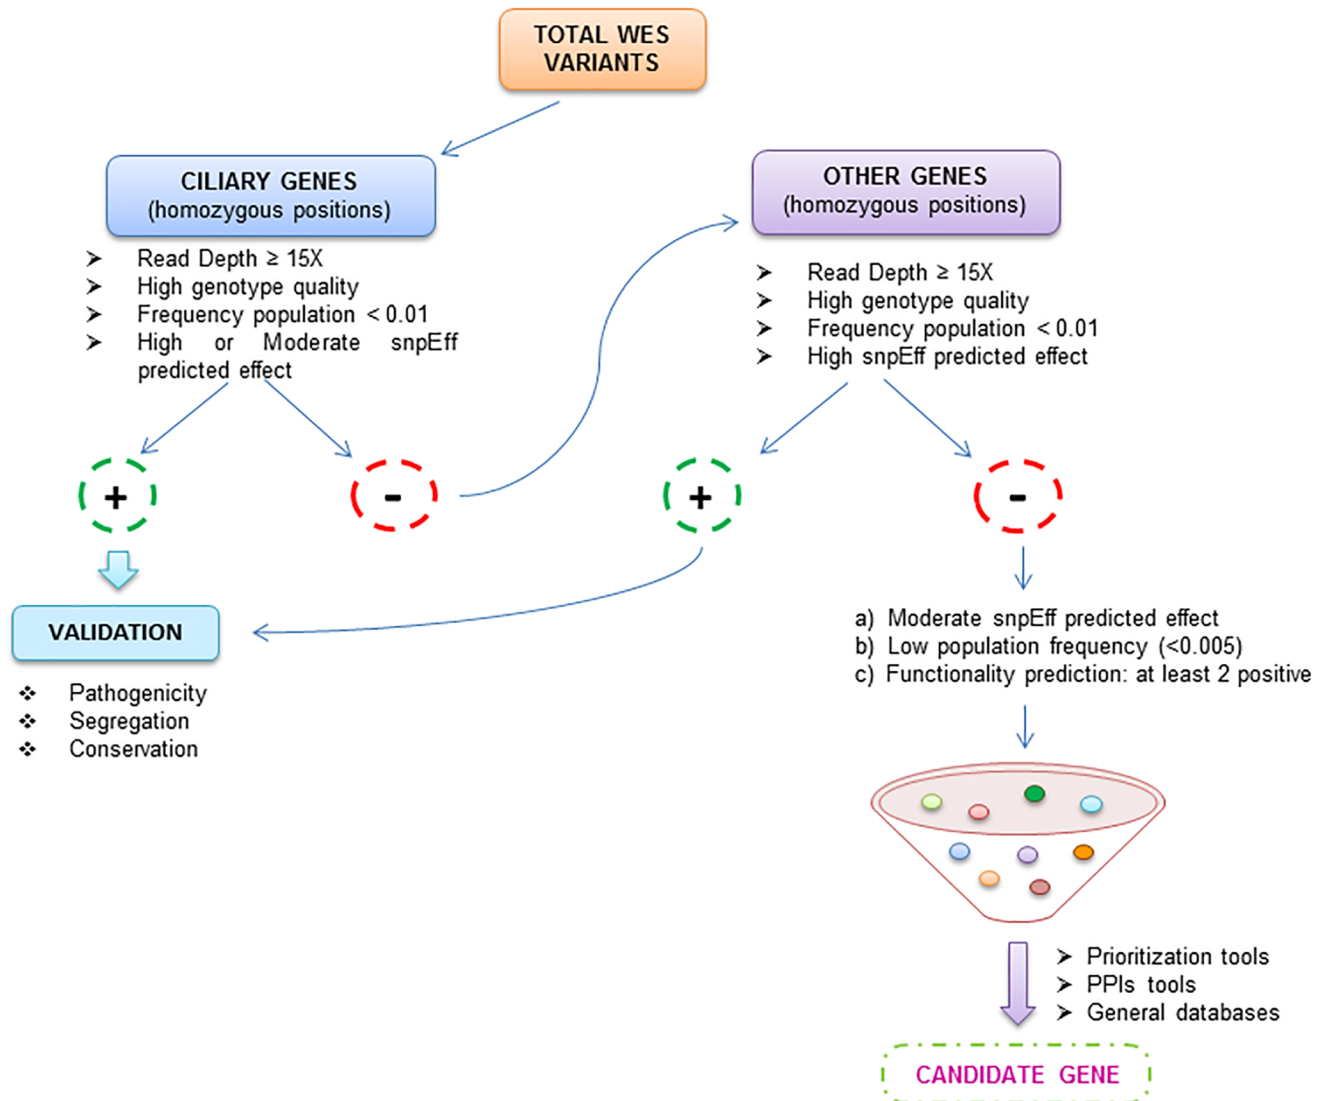 TOTAL WES
VARIANTS
CILIARY GENES
(homozygous positions)
➤ Read Depth ≥ 15X
➤ High genotype quality
➤ Frequency population < 0.01
➤ High or Moderate snpEff
predicted effect
+
-
VALIDATION
❖ Pathogenicity
❖ Segregation
❖ Conservation
OTHER GENES
(homozygous positions)
➤ Read Depth ≥ 15X
➤ High genotype quality
➤ Frequency population < 0.01
➤ High snpEff predicted effect
+
-
a) Moderate snpEff predicted effect
b) Low population frequency (<0.005)
c) Functionality prediction: at least 2 positive
➤ Prioritization tools
➤ PPIs tools
➤ General databases
CANDIDATE GENE